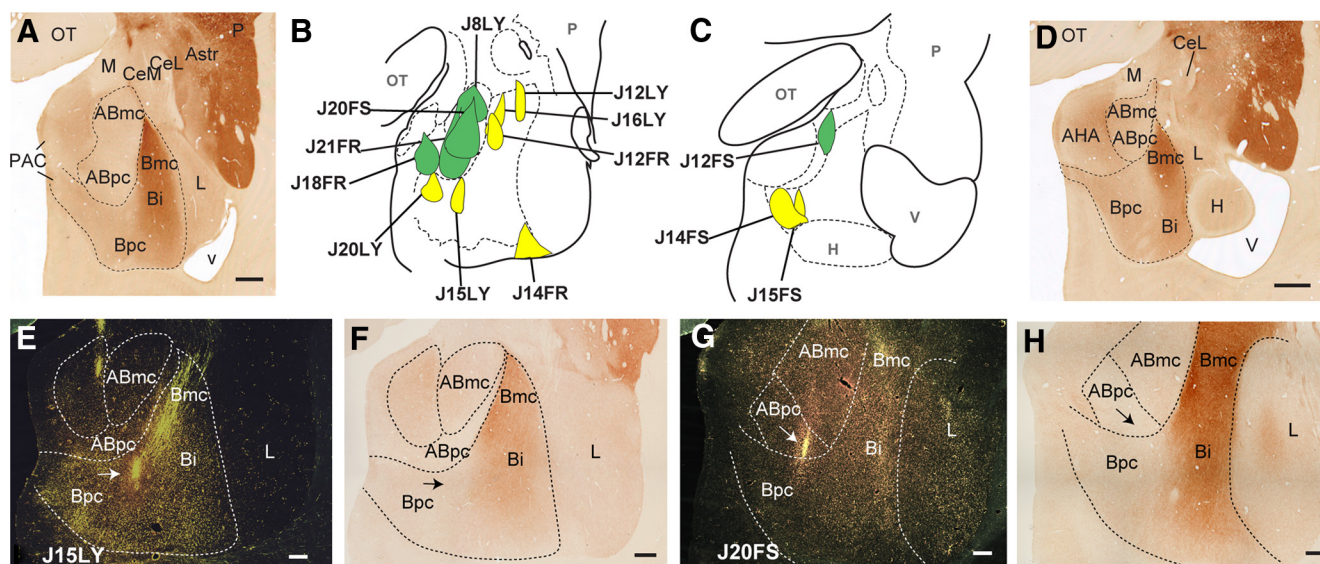 A
OT
P
M
CeM
CeL
Astr
ABmc
PAC
ABpc
Bmc
L
Bi
Bpc
v
B
J8LY
P
OT
J20FS
J12LY
J16LY
J21FR
J12FR
J18FR
J20LY
J15LY
J14FR
C
P
OT
J12FS
V
J14FS
H
J15FS
D
OT
CeL
M
ABmc
AHA
ABpc
Bmc
L
Bpc
H
Bi
V
E
ABmc
Bmc
ABpc
Bi
L
Bpc
J15LY
F
ABmc
Bmc
ABpc
Bi
L
Bpc
G
ABmc
Bmc
ABpc
L
Bi
Bpc
J20FS
H
ABmc
Bmc
ABpc
L
Bpc
Bi